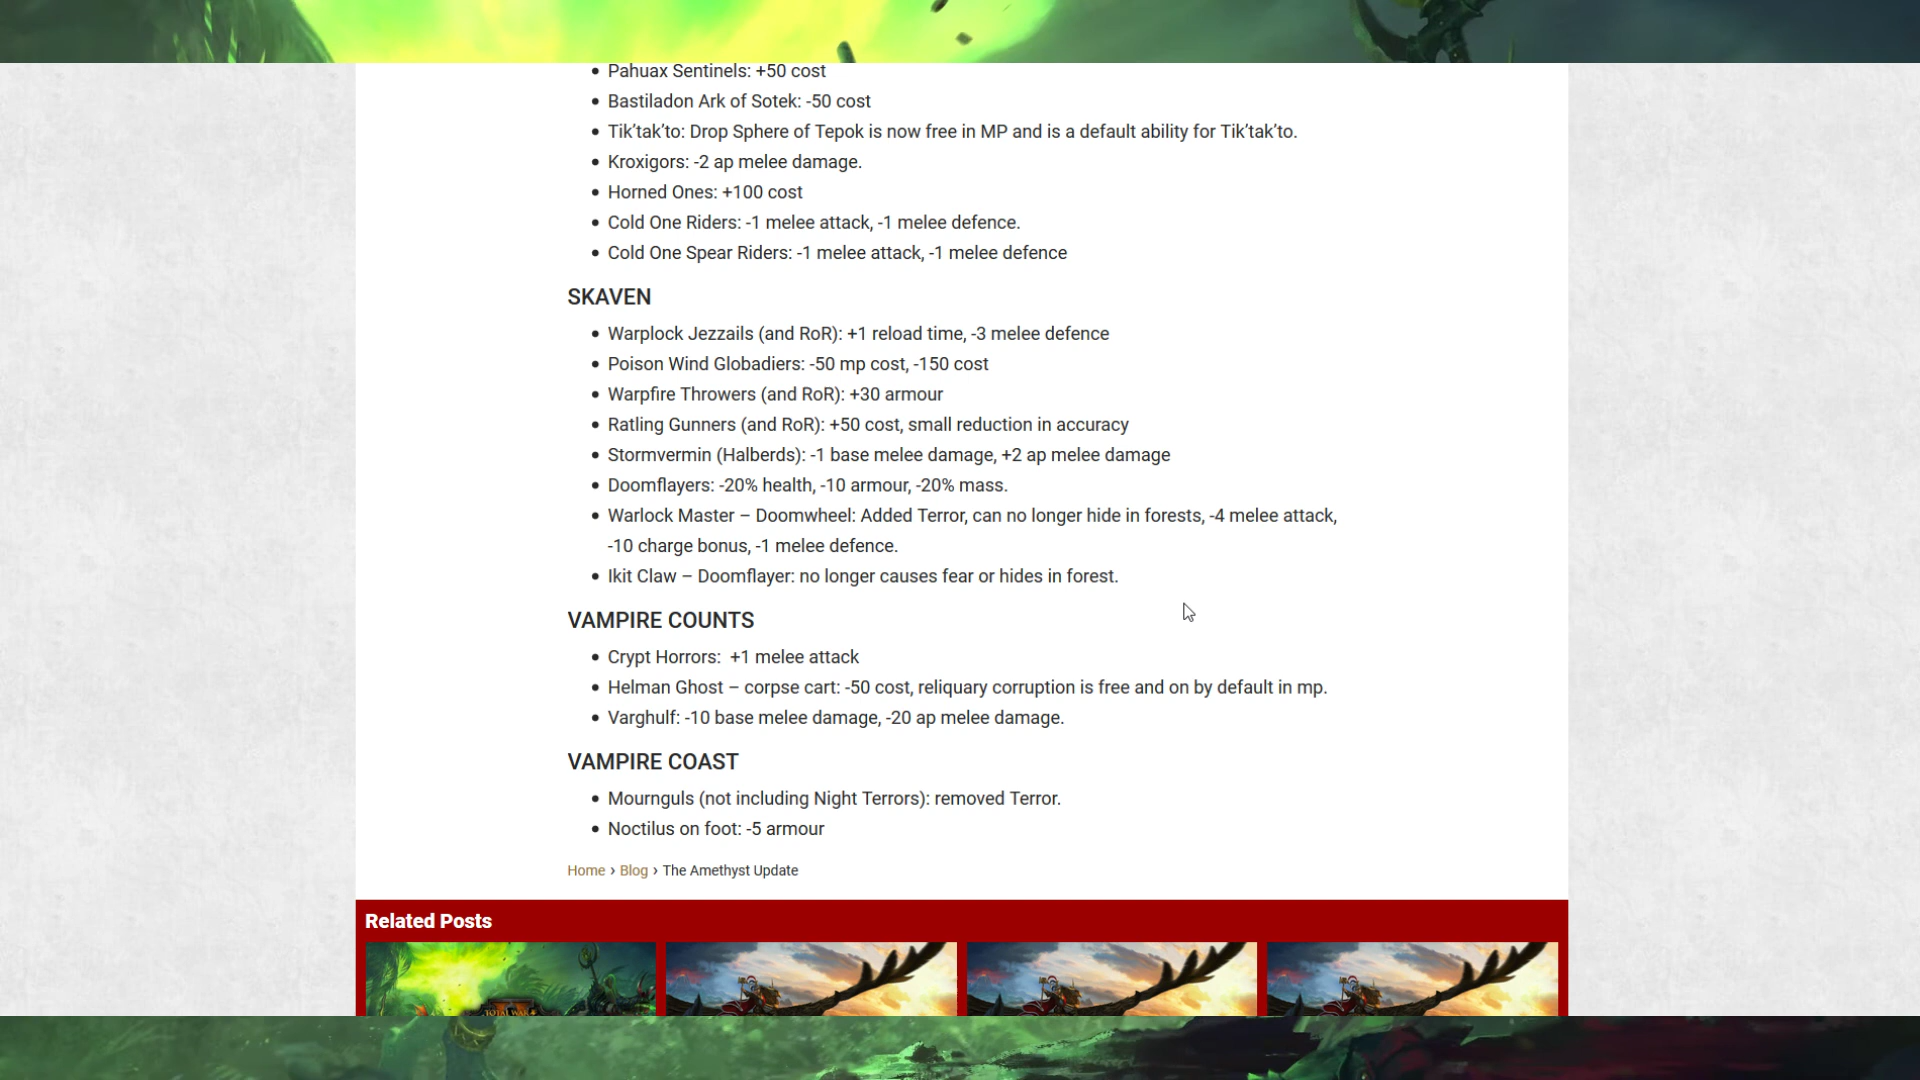 Pahuax Sentinels: +50 cost
Bastiladon Ark of Sotek: -50 cost
Tik’tak’to: Drop Sphere of Tepok is now free in MP and is a default ability for Tik’tak’to.
Kroxigors: -2 ap melee damage.
Horned Ones: +100 cost
Cold One Riders: -1 melee attack, -1 melee defence.
Cold One Spear Riders: -1 melee attack, -1 melee defence
SKAVEN
Warplock Jezzails (and RoR): +1 reload time, -3 melee defence
Poison Wind Globadiers: -50 mp cost, -150 cost
Warpfire Throwers (and RoR): +30 armour
Ratling Gunners (and RoR): +50 cost, small reduction in accuracy
Stormvermin (Halberds): -1 base melee damage, +2 ap melee damage
Doomflayers: -20% health, -10 armour, -20% mass.
Warlock Master – Doomwheel: Added Terror, can no longer hide in forests, -4 melee attack,
-10 charge bonus, -1 melee defence.
Ikit Claw – Doomflayer: no longer causes fear or hides in forest.
VAMPIRE COUNTS
Crypt Horrors:  +1 melee attack
Helman Ghost – corpse cart: -50 cost, reliquary corruption is free and on by default in mp.
Varghulf: -10 base melee damage, -20 ap melee damage.
VAMPIRE COAST
Mournguls (not including Night Terrors): removed Terror.
Noctilus on foot: -5 armour
Home › Blog › The Amethyst Update
Related Posts
TOTAL WAR